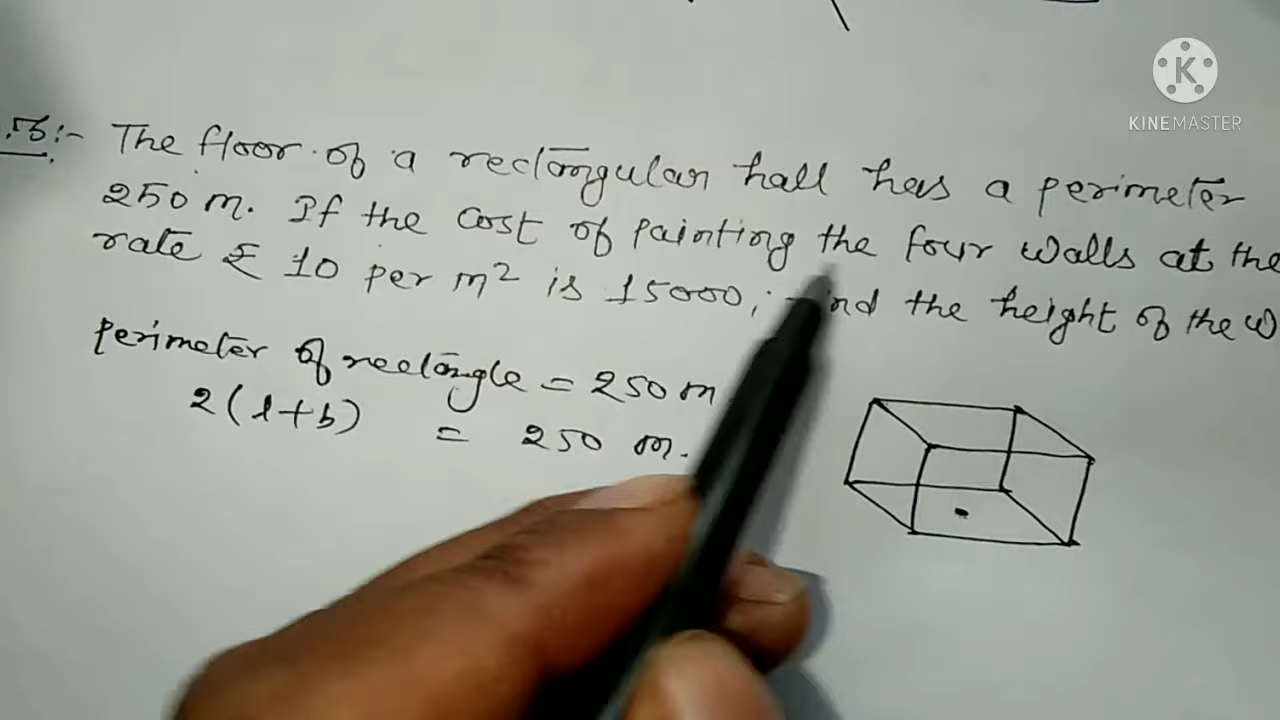 .5:- The floor of a rectangular hall has a perimeter
250 m. If the cost of painting the four walls at the
rate ₹ 10 per m² is 15000; the height of the
perimeter of rectangle = 250 m
2(l+b) = 250 m.
K
KINEMASTER